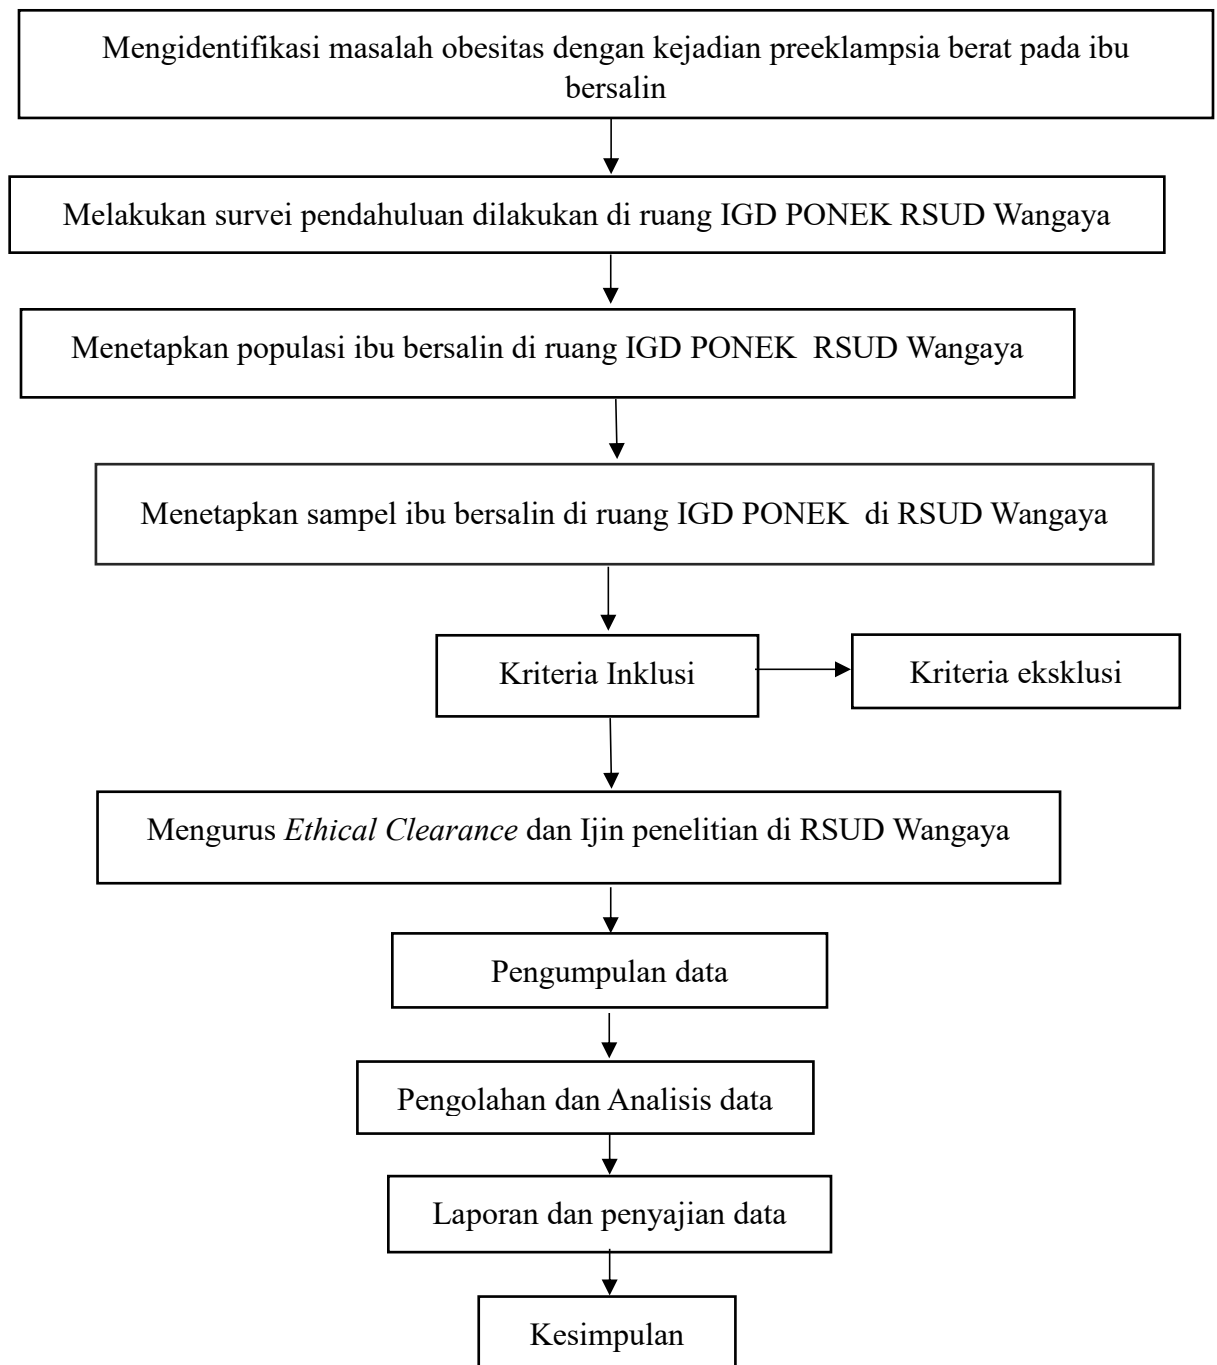 Mengidentifikasi masalah obesitas dengan kejadian preeklampsia berat pada ibu
bersalin
Melakukan survei pendahuluan dilakukan di ruang IGD PONEK RSUD Wangaya
Menetapkan populasi ibu bersalin di ruang IGD PONEK  RSUD Wangaya
Menetapkan sampel ibu bersalin di ruang IGD PONEK  di RSUD Wangaya
Kriteria Inklusi
Kriteria eksklusi
Mengurus Ethical Clearance dan Ijin penelitian di RSUD Wangaya
Pengumpulan data
Pengolahan dan Analisis data
Laporan dan penyajian data
Kesimpulan